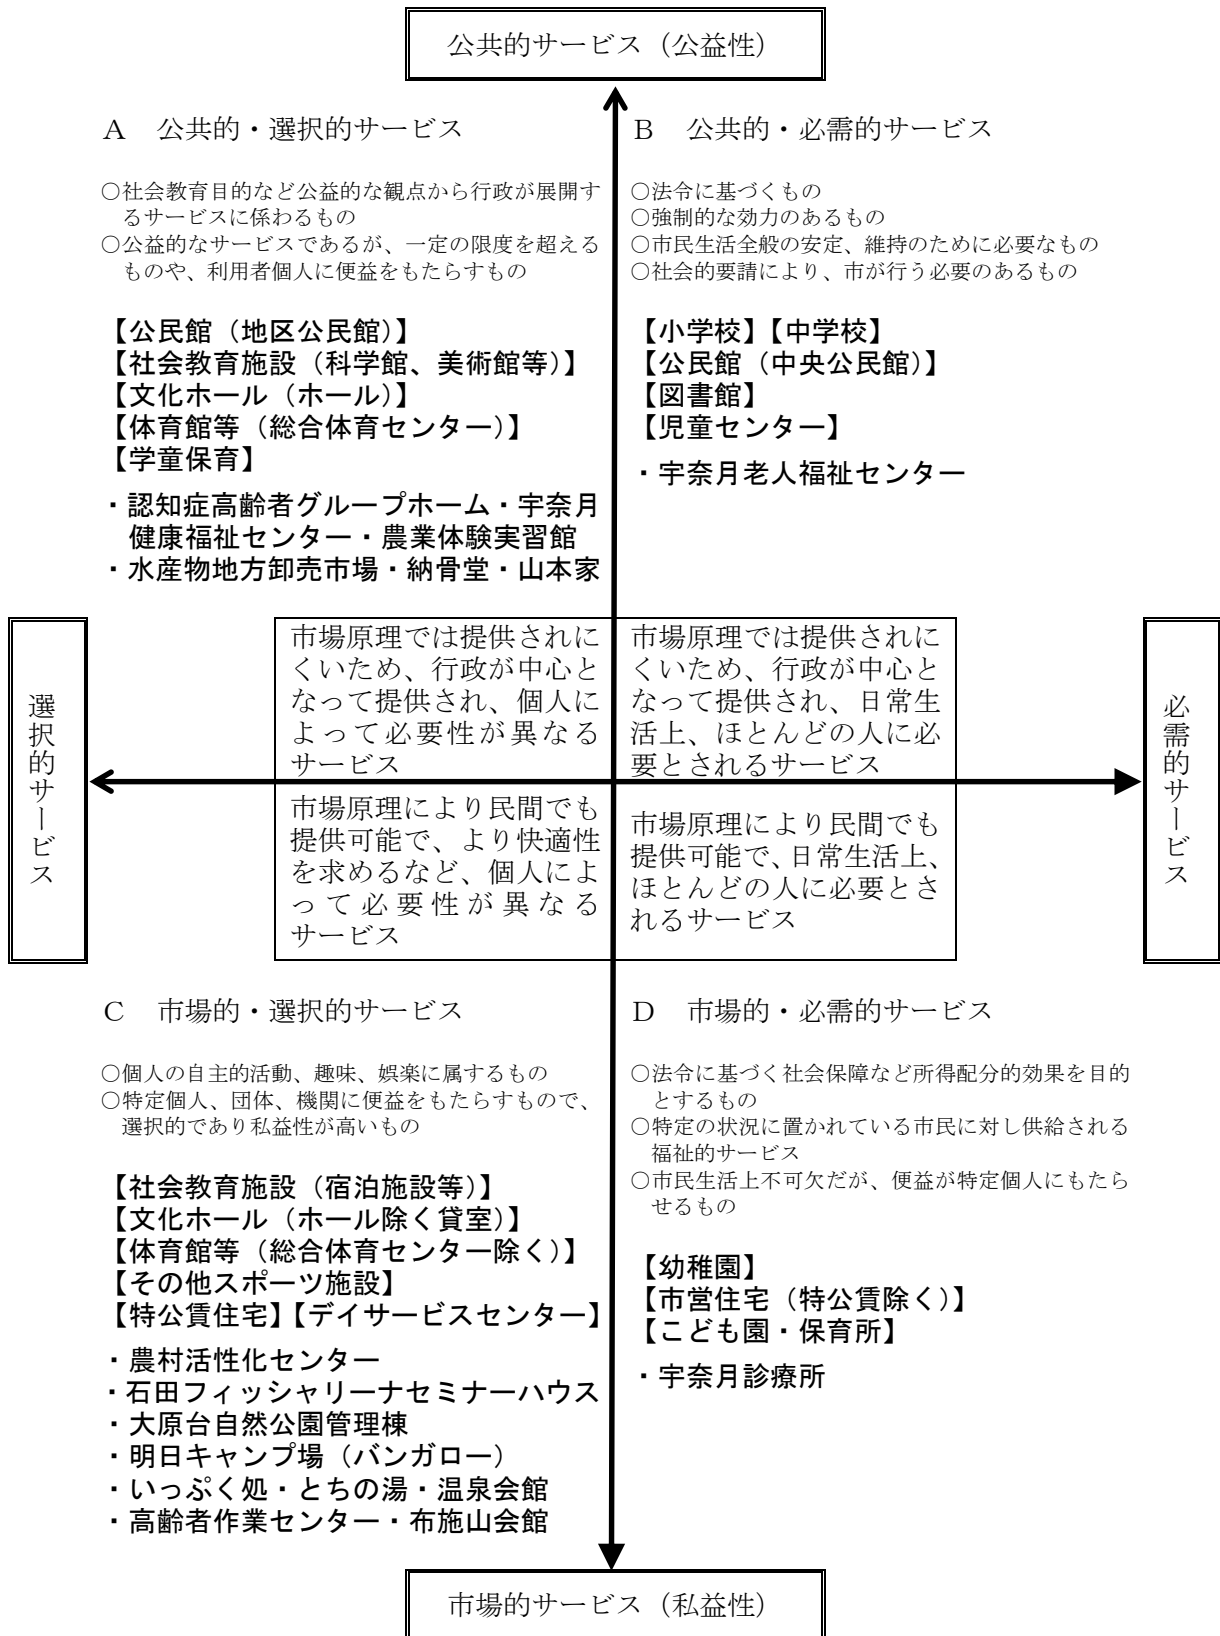 公共的サービス（公益性）
A　公共的・選択的サービス
○社会教育目的など公益的な観点から行政が展開す
るサービスに係わるもの
○公益的なサービスであるが、一定の限度を超える
ものや、利用者個人に便益をもたらすもの
【公民館（地区公民館）】
【社会教育施設（科学館、美術館等）】
【文化ホール（ホール）】
【体育館等（総合体育センター）】
【学童保育】
・認知症高齢者グループホーム・宇奈月
健康福祉センター・農業体験実習館
・水産物地方卸売市場・納骨堂・山本家
B　公共的・必需的サービス
○法令に基づくもの
○強制的な効力のあるもの
○市民生活全般の安定、維持のために必要なもの
○社会的要請により、市が行う必要のあるもの
【小学校】【中学校】
【公民館（中央公民館）】
【図書館】
【児童センター】
・宇奈月老人福祉センター
選択的サービス
市場原理では提供されに
くいため、行政が中心と
なって提供され、個人に
よって必要性が異なる
サービス
市場原理では提供されに
くいため、行政が中心と
なって提供され、日常生
活上、ほとんどの人に必
要とされるサービス
市場原理により民間でも
提供可能で、より快適性
を求めるなど、個人によ
って必要性が異なる
サービス
市場原理により民間でも
提供可能で、日常生活上、
ほとんどの人に必要とさ
れるサービス
必需的サービス
C　市場的・選択的サービス
○個人の自主的活動、趣味、娯楽に属するもの
○特定個人、団体、機関に便益をもたらすもので、
選択的であり私益性が高いもの
【社会教育施設（宿泊施設等）】
【文化ホール（ホール除く貸室）】
【体育館等（総合体育センター除く）】
【その他スポーツ施設】
【特公賃住宅】【デイサービスセンター】
・農村活性化センター
・石田フィッシャリーナセミナーハウス
・大原台自然公園管理棟
・明日キャンプ場（バンガロー）
・いっぷく処・とちの湯・温泉会館
・高齢者作業センター・布施山会館
D　市場的・必需的サービス
○法令に基づく社会保障など所得配分的効果を目的
とするもの
○特定の状況に置かれている市民に対し供給される
福祉的サービス
○市民生活上不可欠だが、便益が特定個人にもたら
せるもの
【幼稚園】
【市営住宅（特公賃除く）】
【こども園・保育所】
・宇奈月診療所
市場的サービス（私益性）